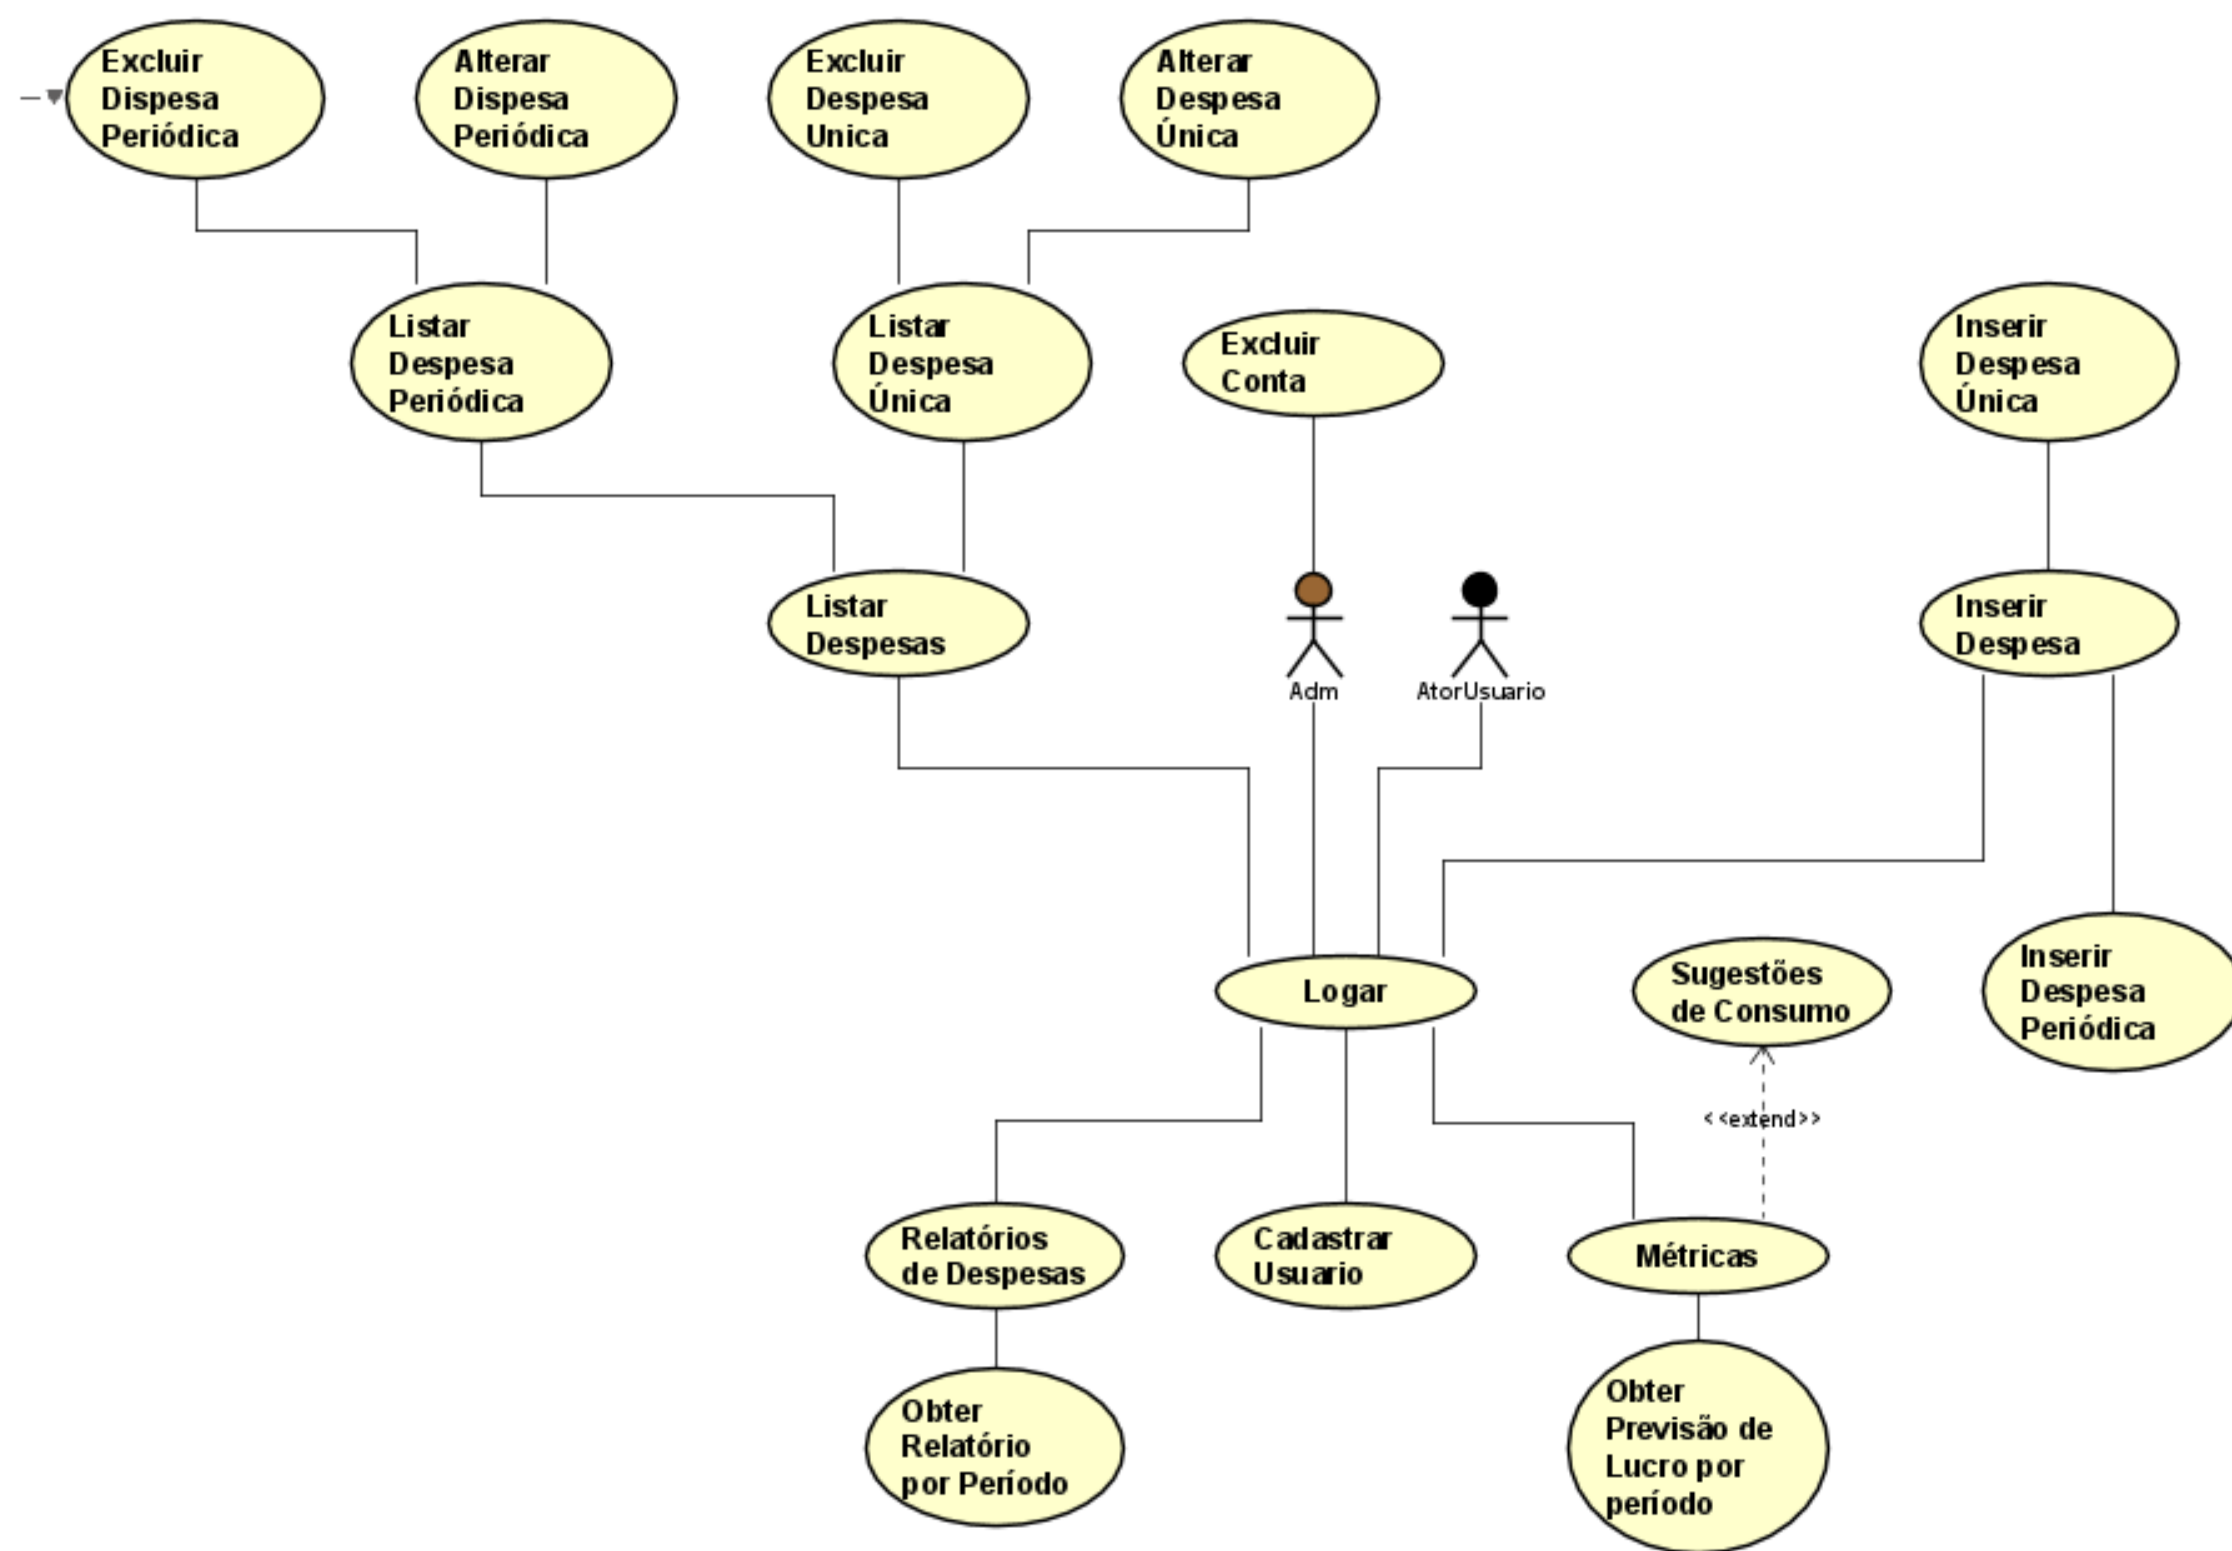 Excluir
Dispesa
Periódica
Alterar
Dispesa
Periódica
Excluir
Despesa
Unica
Alterar
Despesa
Única
Listar
Despesa
Periódica
Listar
Despesa
Única
Excluir
Conta
Inserir
Despesa
Única
Listar
Despesas
Adm
AtorUsuario
Inserir
Despesa
Logar
Sugestões
de Consumo
Inserir
Despesa
Periódica
<<extend>>
Relatórios
de Despesas
Cadastrar
Usuario
Métricas
Obter
Relatório
por Período
Obter
Previsão de
Lucro por
período